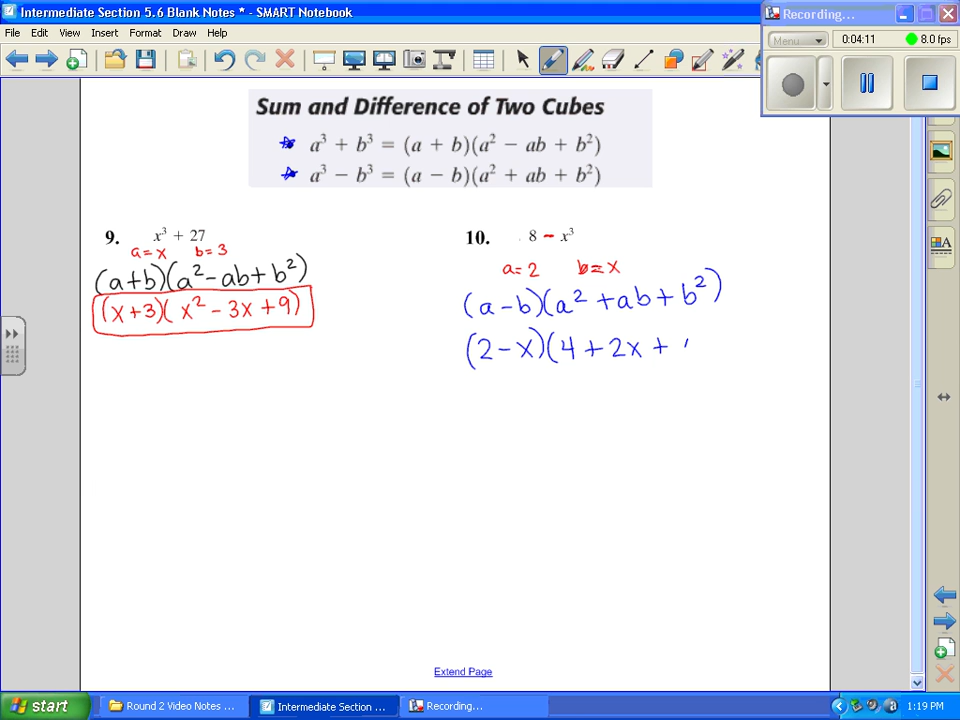 Intermediate Section 5.6 Blank Notes * - SMART Notebook
Recording...
File Edit View Insert Format Draw Help
Menu 0:04:11 8.0 fps
Sum and Difference of Two Cubes
a³ + b³ = (a + b)(a² − ab + b²)
a³ − b³ = (a − b)(a² + ab + b²)
9. x³ + 27
a = x b = 3
(a+b)(a² − ab + b²)
(x+3)(x² − 3x + 9)
10. 8 − x³
a = 2 b = x
(a − b)(a² + ab + b²)
(2 − x)(4 + 2x +
Extend Page
start Round 2 Video Notes ... Intermediate Section ... Recording... 1:19 PM